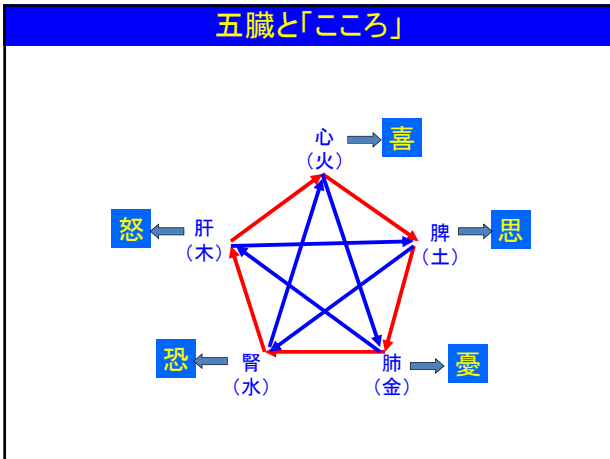 五臓と「こころ」
心
（火）
喜
怒
肝
（木）
脾
（土）
思
恐
腎
（水）
肺
（金）
憂